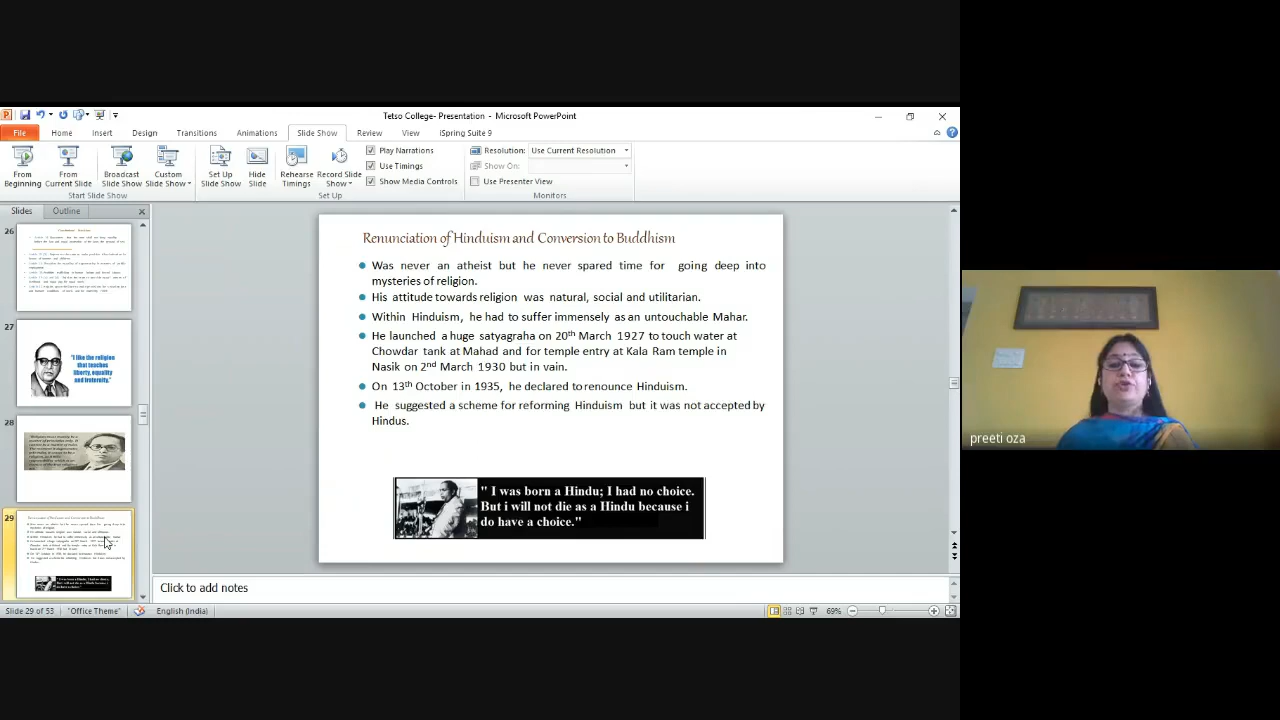 Tetso College- Presentation - Microsoft PowerPoint
File Home Insert Design Transitions Animations Slide Show Review View iSpring Suite 9
From Beginning
From Current Slide
Broadcast Slide Show
Custom Slide Show
Start Slide Show
Set Up Slide Show
Hide Slide
Rehearse Timings
Record Slide Show
Play Narrations
Use Timings
Show Media Controls
Set Up
Resolution: Use Current Resolution
Show On:
Use Presenter View
Monitors
Slides Outline
26
27
"I like the religion
that teaches
liberty, equality
and fraternity."
28
29
Renunciation of Hinduism and Conversion to Buddhism
Was never an atheist but he never spared time for going deep into
mysteries of religion.
His attitude towards religion was natural, social and utilitarian.
Within Hinduism, he had to suffer immensely as an untouchable Mahar.
He launched a huge satyagraha on 20th March 1927 to touch water at
Chowdar tank at Mahad and for temple entry at Kala Ram temple in
Nasik on 2nd March 1930 but in vain.
On 13th October in 1935, he declared to renounce Hinduism.
He suggested a scheme for reforming Hinduism but it was not accepted by
Hindus.
" I was born a Hindu; I had no choice.
But i will not die as a Hindu because i
do have a choice."
Click to add notes
Slide 29 of 53 "Office Theme" English (India) 69%
preeti oza